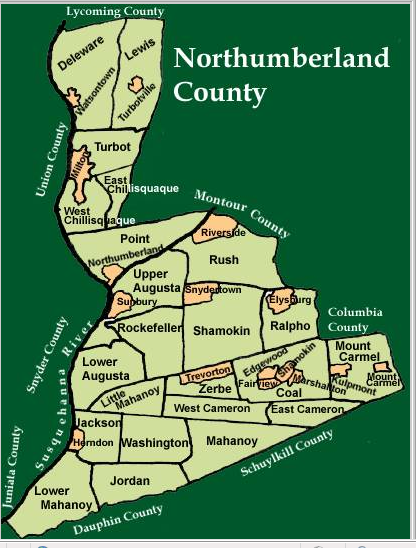 Lycoming County
Northumberland
County
Deleware
Lewis
Watsontown
Turbotville
Union County
Turbot
Milton
East
Chillisquaque
West
Chillisquaque
Montour County
Point
Northumberland
Riverside
Rush
Upper
Augusta
Snydertown
Sunbury
Elysburg
Rockefeller
Shamokin
Ralpho
Columbia
County
Snyder County
Susquehanna River
Lower
Augusta
Mount
Carmel
Edgewood
Shamokin
Trevorton
Zerbe
Fairview
Marshalton
Kulpmont
Mount
Carmel
Coal
Little
Mahanoy
West Cameron
East Cameron
Jackson
Herndon
Washington
Mahanoy
Schuylkill County
Juniata County
Lower
Mahanoy
Jordan
Dauphin County